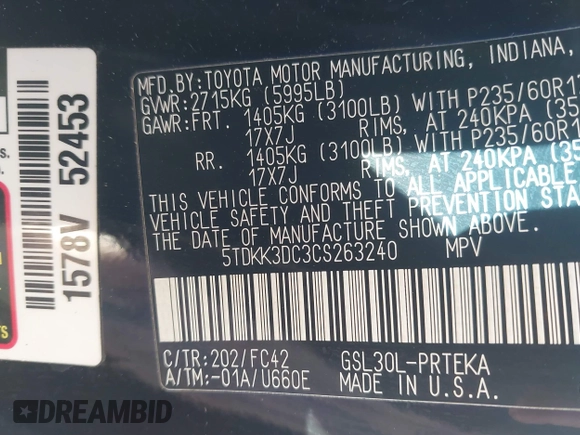 MFD.BY:TOYOTA MOTOR MANUFACTURING, INDIANA,
GVWR:2715KG (5995LB)
GAWR:FRT. 1405KG (3100LB) WITH P235/60R17
17X7J RIMS, AT 240KPA (35
RR. 1405KG (3100LB) WITH P235/60R1
17X7J RIMS, AT 240KPA (35
THIS VEHICLE CONFORMS TO ALL APPLICABLE
VEHICLE SAFETY AND THEFT PREVENTION STA
THE DATE OF MANUFACTURE SHOWN ABOVE.
5TDKK3DC3CS263240 MPV
C/TR:202/FC42 GSL30L-PRTEKA
A/TM:-01A/U660E MADE IN U.S.A.
1578V 52453
DREAMBID